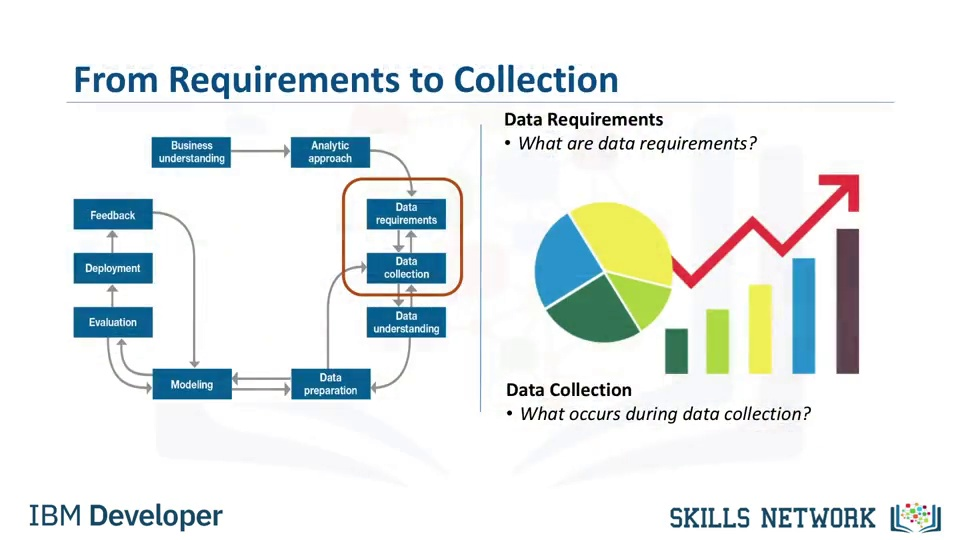 From Requirements to Collection
Business
understanding
Analytic
approach
Feedback
Data
requirements
Deployment
Data
collection
Evaluation
Data
understanding
Modeling
Data
preparation
Data Requirements
• What are data requirements?
Data Collection
• What occurs during data collection?
IBM Developer
SKILLS NETWORK